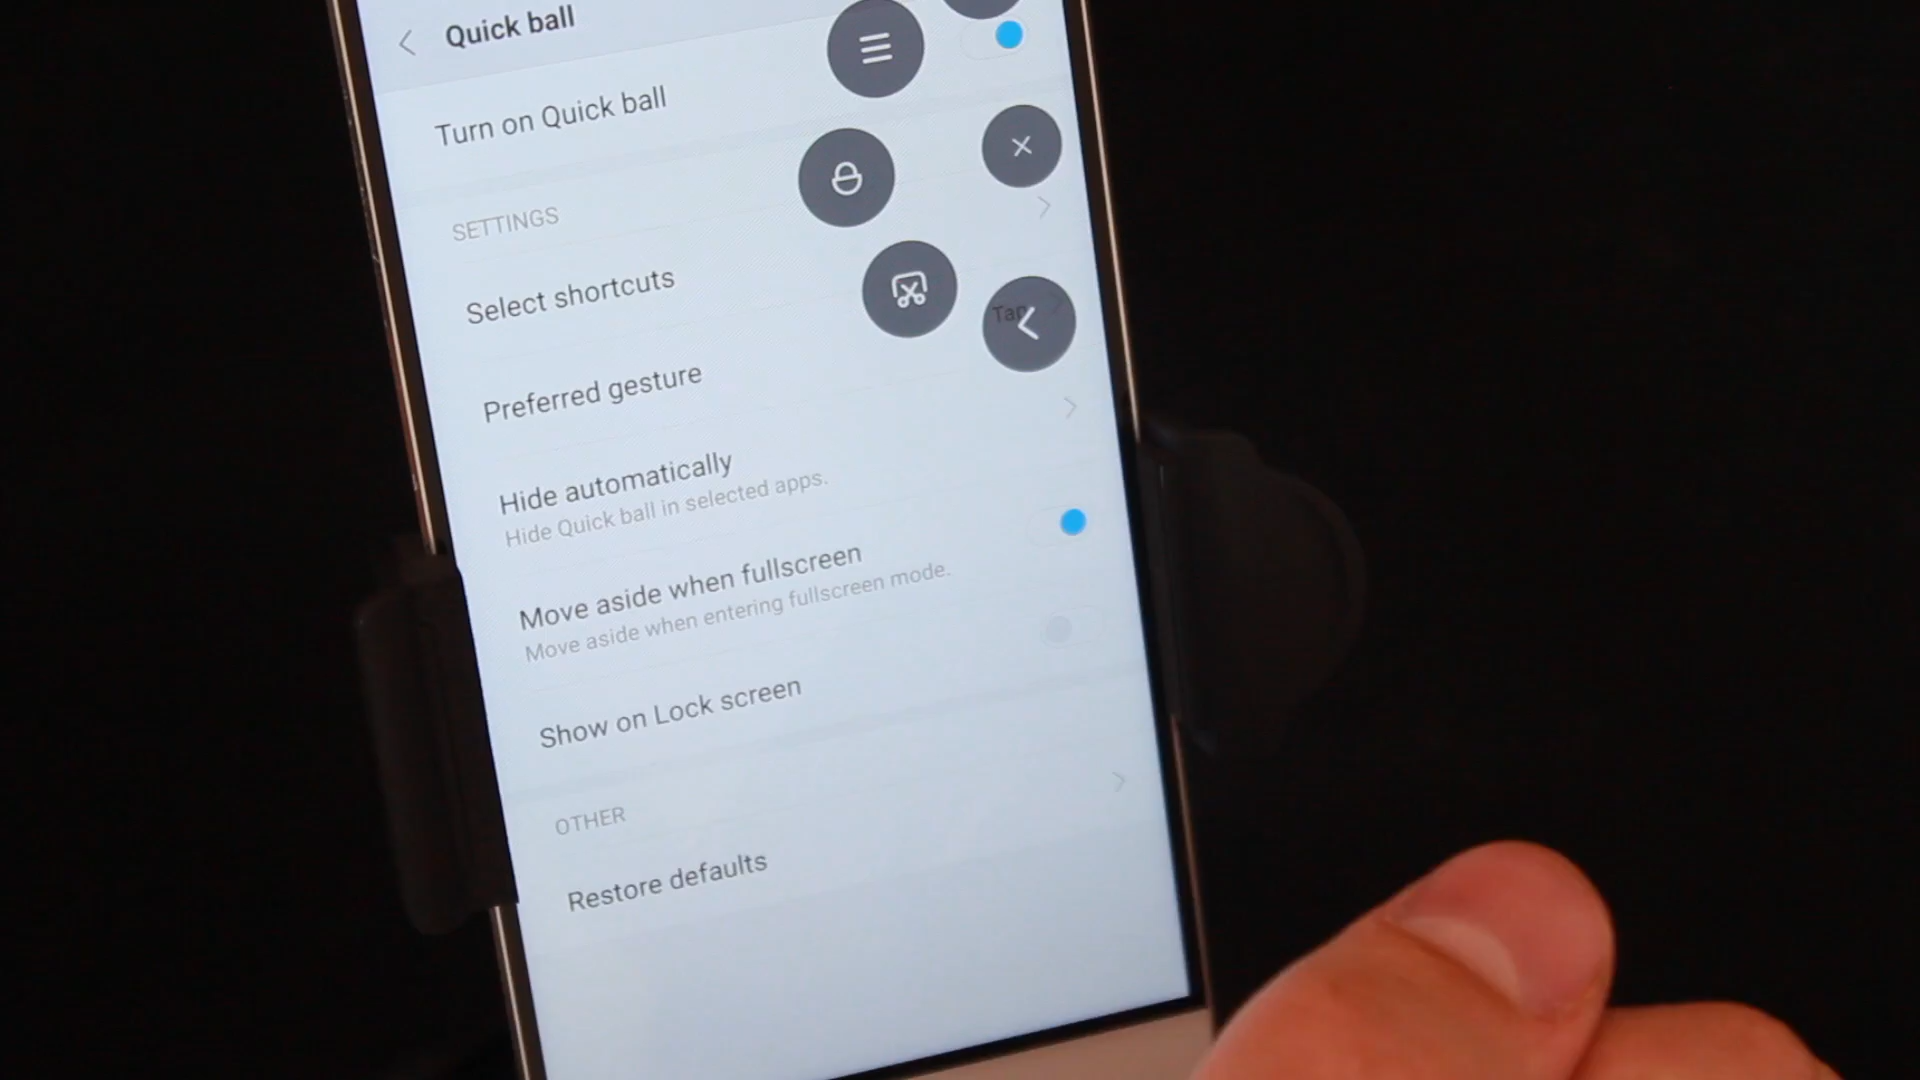 Quick ball
Turn on Quick ball
SETTINGS
Select shortcuts
Preferred gesture
Tap
Hide automatically
Hide Quick ball in selected apps.
Move aside when fullscreen
Move aside when entering fullscreen mode.
Show on Lock screen
OTHER
Restore defaults